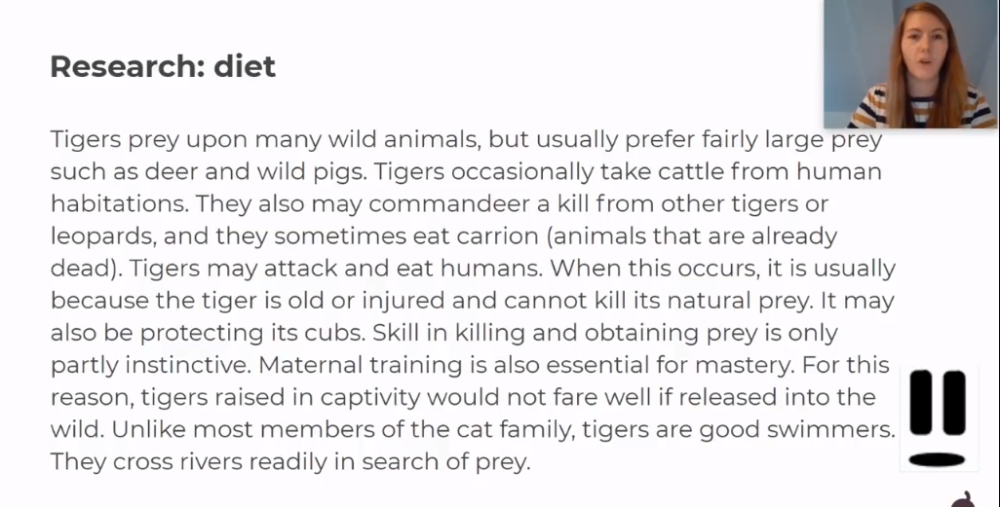 Research: diet
Tigers prey upon many wild animals, but usually prefer fairly large prey
such as deer and wild pigs. Tigers occasionally take cattle from human
habitations. They also may commandeer a kill from other tigers or
leopards, and they sometimes eat carrion (animals that are already
dead). Tigers may attack and eat humans. When this occurs, it is usually
because the tiger is old or injured and cannot kill its natural prey. It may
also be protecting its cubs. Skill in killing and obtaining prey is only
partly instinctive. Maternal training is also essential for mastery. For this
reason, tigers raised in captivity would not fare well if released into the
wild. Unlike most members of the cat family, tigers are good swimmers.
They cross rivers readily in search of prey.